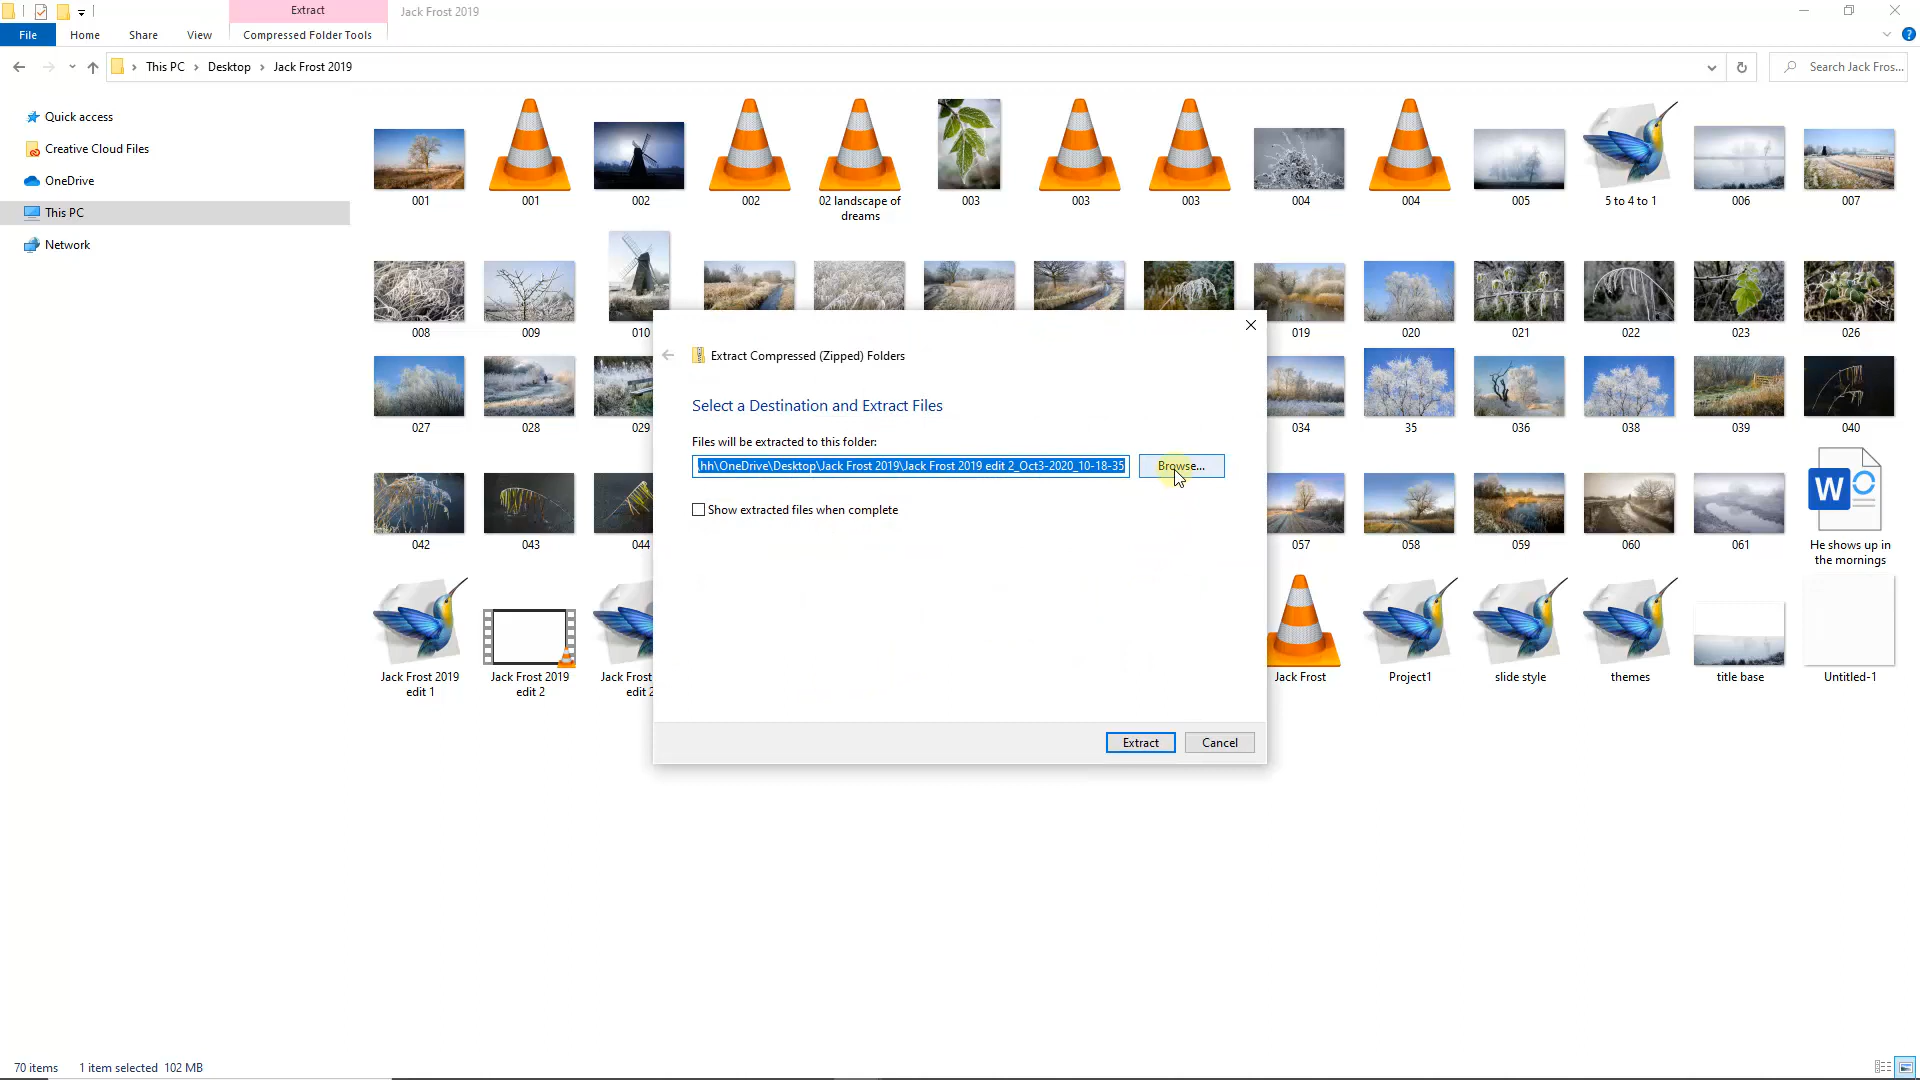 Extract
Jack Frost 2019
File
Home
Share
View
Compressed Folder Tools
This PC
Desktop
Jack Frost 2019
Search Jack Fros...
Quick access
Creative Cloud Files
OneDrive
This PC
Network
001
001
002
002
02 landscape of
dreams
003
003
003
004
004
005
5 to 4 to 1
006
007
008
009
010
019
020
021
022
023
026
027
028
029
034
35
036
038
039
040
042
043
044
057
058
059
060
061
W
He shows up in
the mornings
Jack Frost 2019
edit 1
Jack Frost 2019
edit 2
Jack Frost
edit 2
Jack Frost
Project1
slide style
themes
title base
Untitled-1
Extract Compressed (Zipped) Folders
Select a Destination and Extract Files
Files will be extracted to this folder:
hh\OneDrive\Desktop\Jack Frost 2019\Jack Frost 2019 edit 2_Oct3-2020_10-18-35
Browse...
Show extracted files when complete
Extract
Cancel
70 items
1 item selected 102 MB